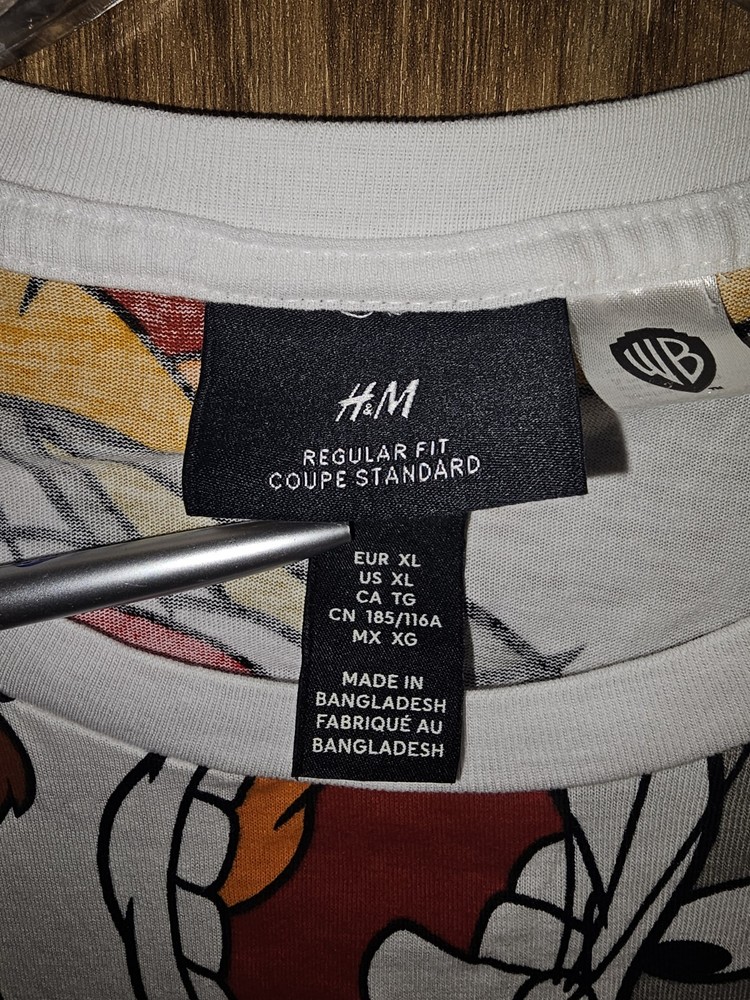 H&M
REGULAR FIT
COUPE STANDARD
WB
EUR XL
US XL
CA TG
CN 185/116A
MX XG
MADE IN
BANGLADESH
FABRIQUÉ AU
BANGLADESH